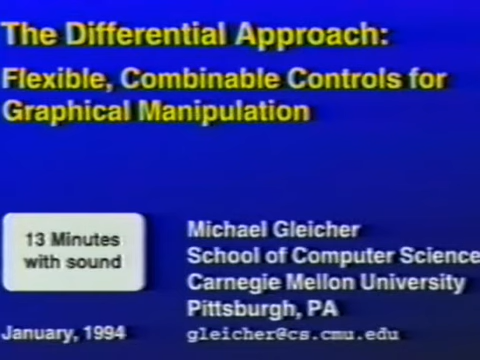 The Differential Approach:
Flexible, Combinable Controls for
Graphical Manipulation
13 Minutes
with sound
Michael Gleicher
School of Computer Science
Carnegie Mellon University
Pittsburgh, PA
January, 1994
gleicher@cs.cmu.edu